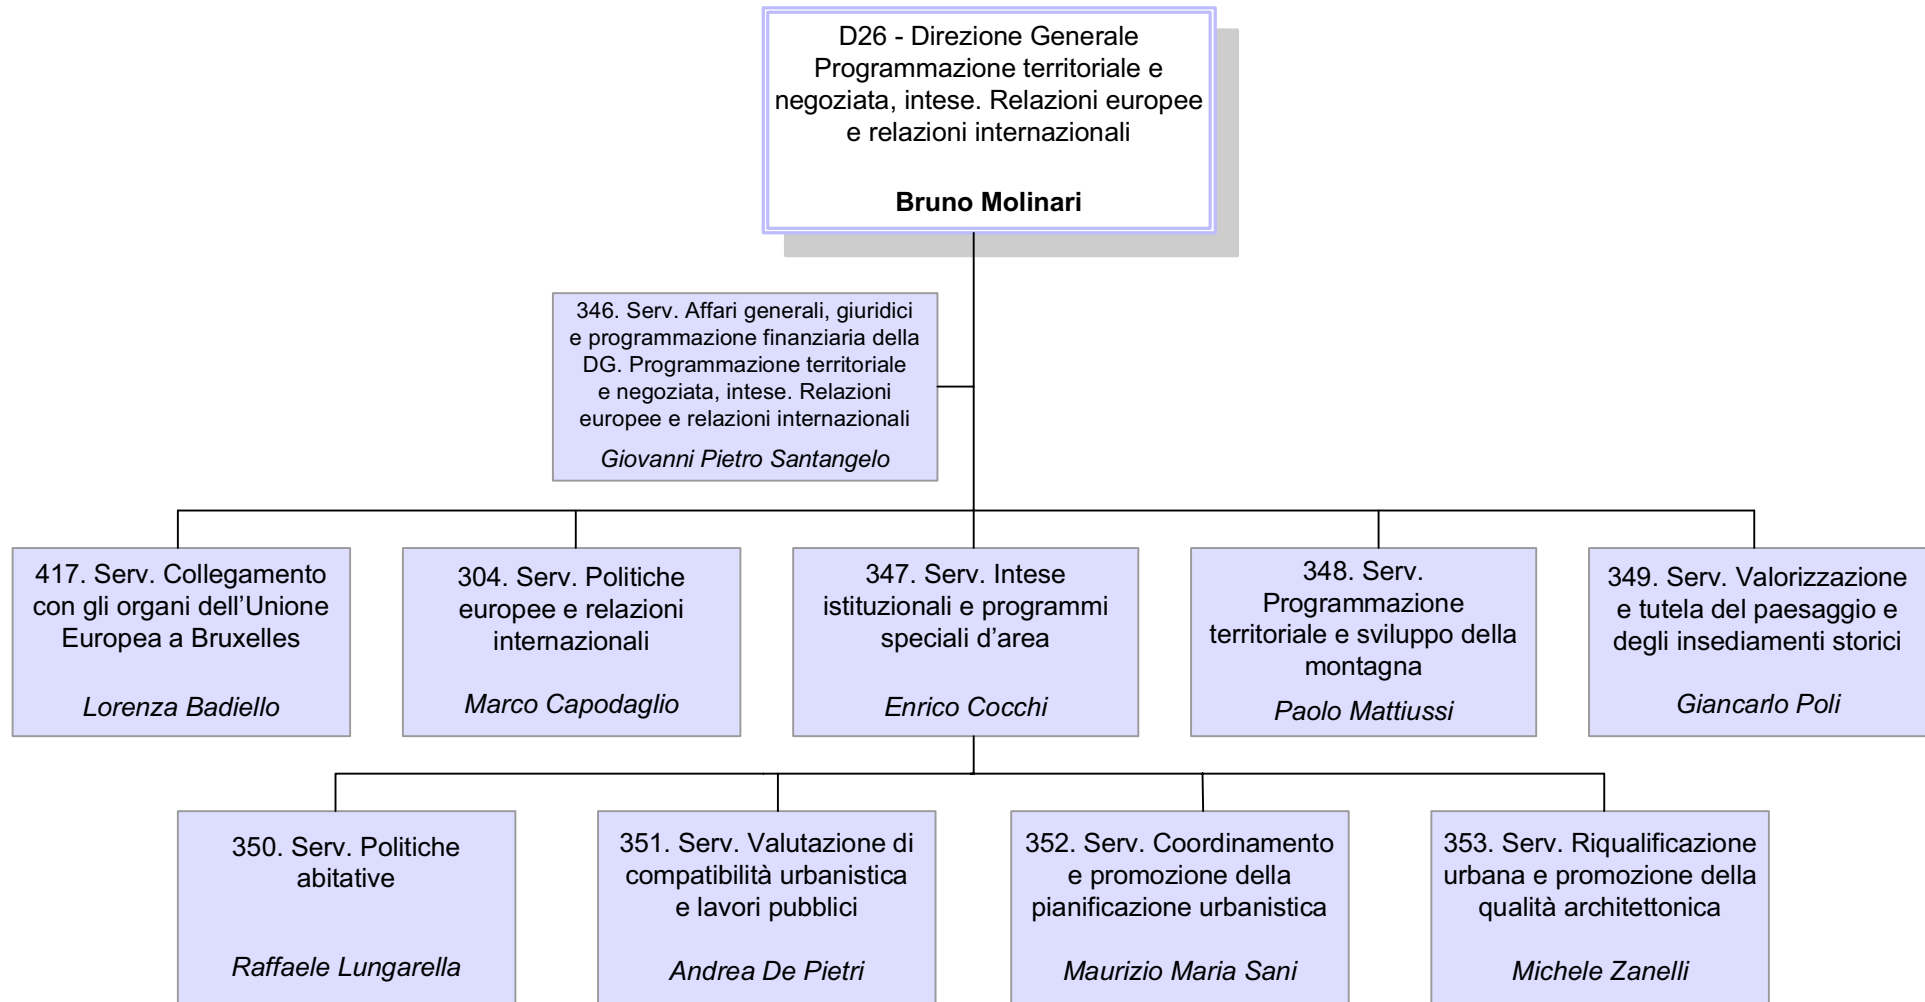 D26 - Direzione Generale
Programmazione territoriale e
negoziata, intese. Relazioni europee
e relazioni internazionali
Bruno Molinari
346. Serv. Affari generali, giuridici
e programmazione finanziaria della
DG. Programmazione territoriale
e negoziata, intese. Relazioni
europee e relazioni internazionali
Giovanni Pietro Santangelo
417. Serv. Collegamento
con gli organi dell’Unione
Europea a Bruxelles
Lorenza Badiello
304. Serv. Politiche
europee e relazioni
internazionali
Marco Capodaglio
347. Serv. Intese
istituzionali e programmi
speciali d’area
Enrico Cocchi
348. Serv.
Programmazione
territoriale e sviluppo della
montagna
Paolo Mattiussi
349. Serv. Valorizzazione
e tutela del paesaggio e
degli insediamenti storici
Giancarlo Poli
350. Serv. Politiche
abitative
Raffaele Lungarella
351. Serv. Valutazione di
compatibilità urbanistica
e lavori pubblici
Andrea De Pietri
352. Serv. Coordinamento
e promozione della
pianificazione urbanistica
Maurizio Maria Sani
353. Serv. Riqualificazione
urbana e promozione della
qualità architettonica
Michele Zanelli